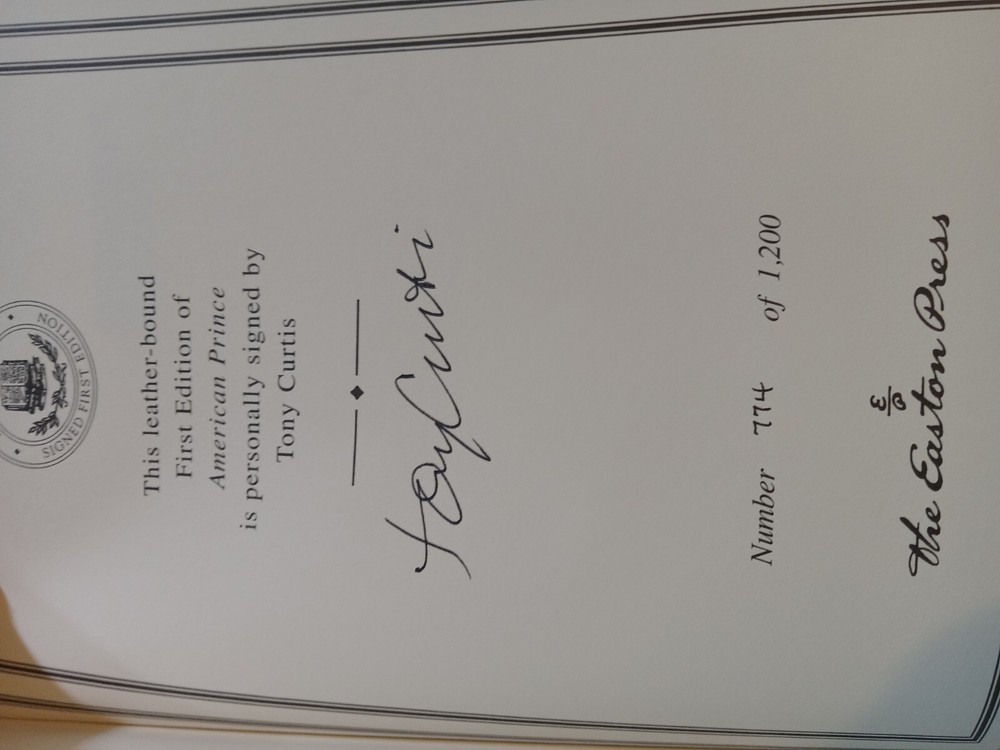 SIGNED FIRST EDITION
This leather-bound
First Edition of
American Prince
is personally signed by
Tony Curtis
Tony Curtis
Number 774 of 1,200
E/P
The Easton Press